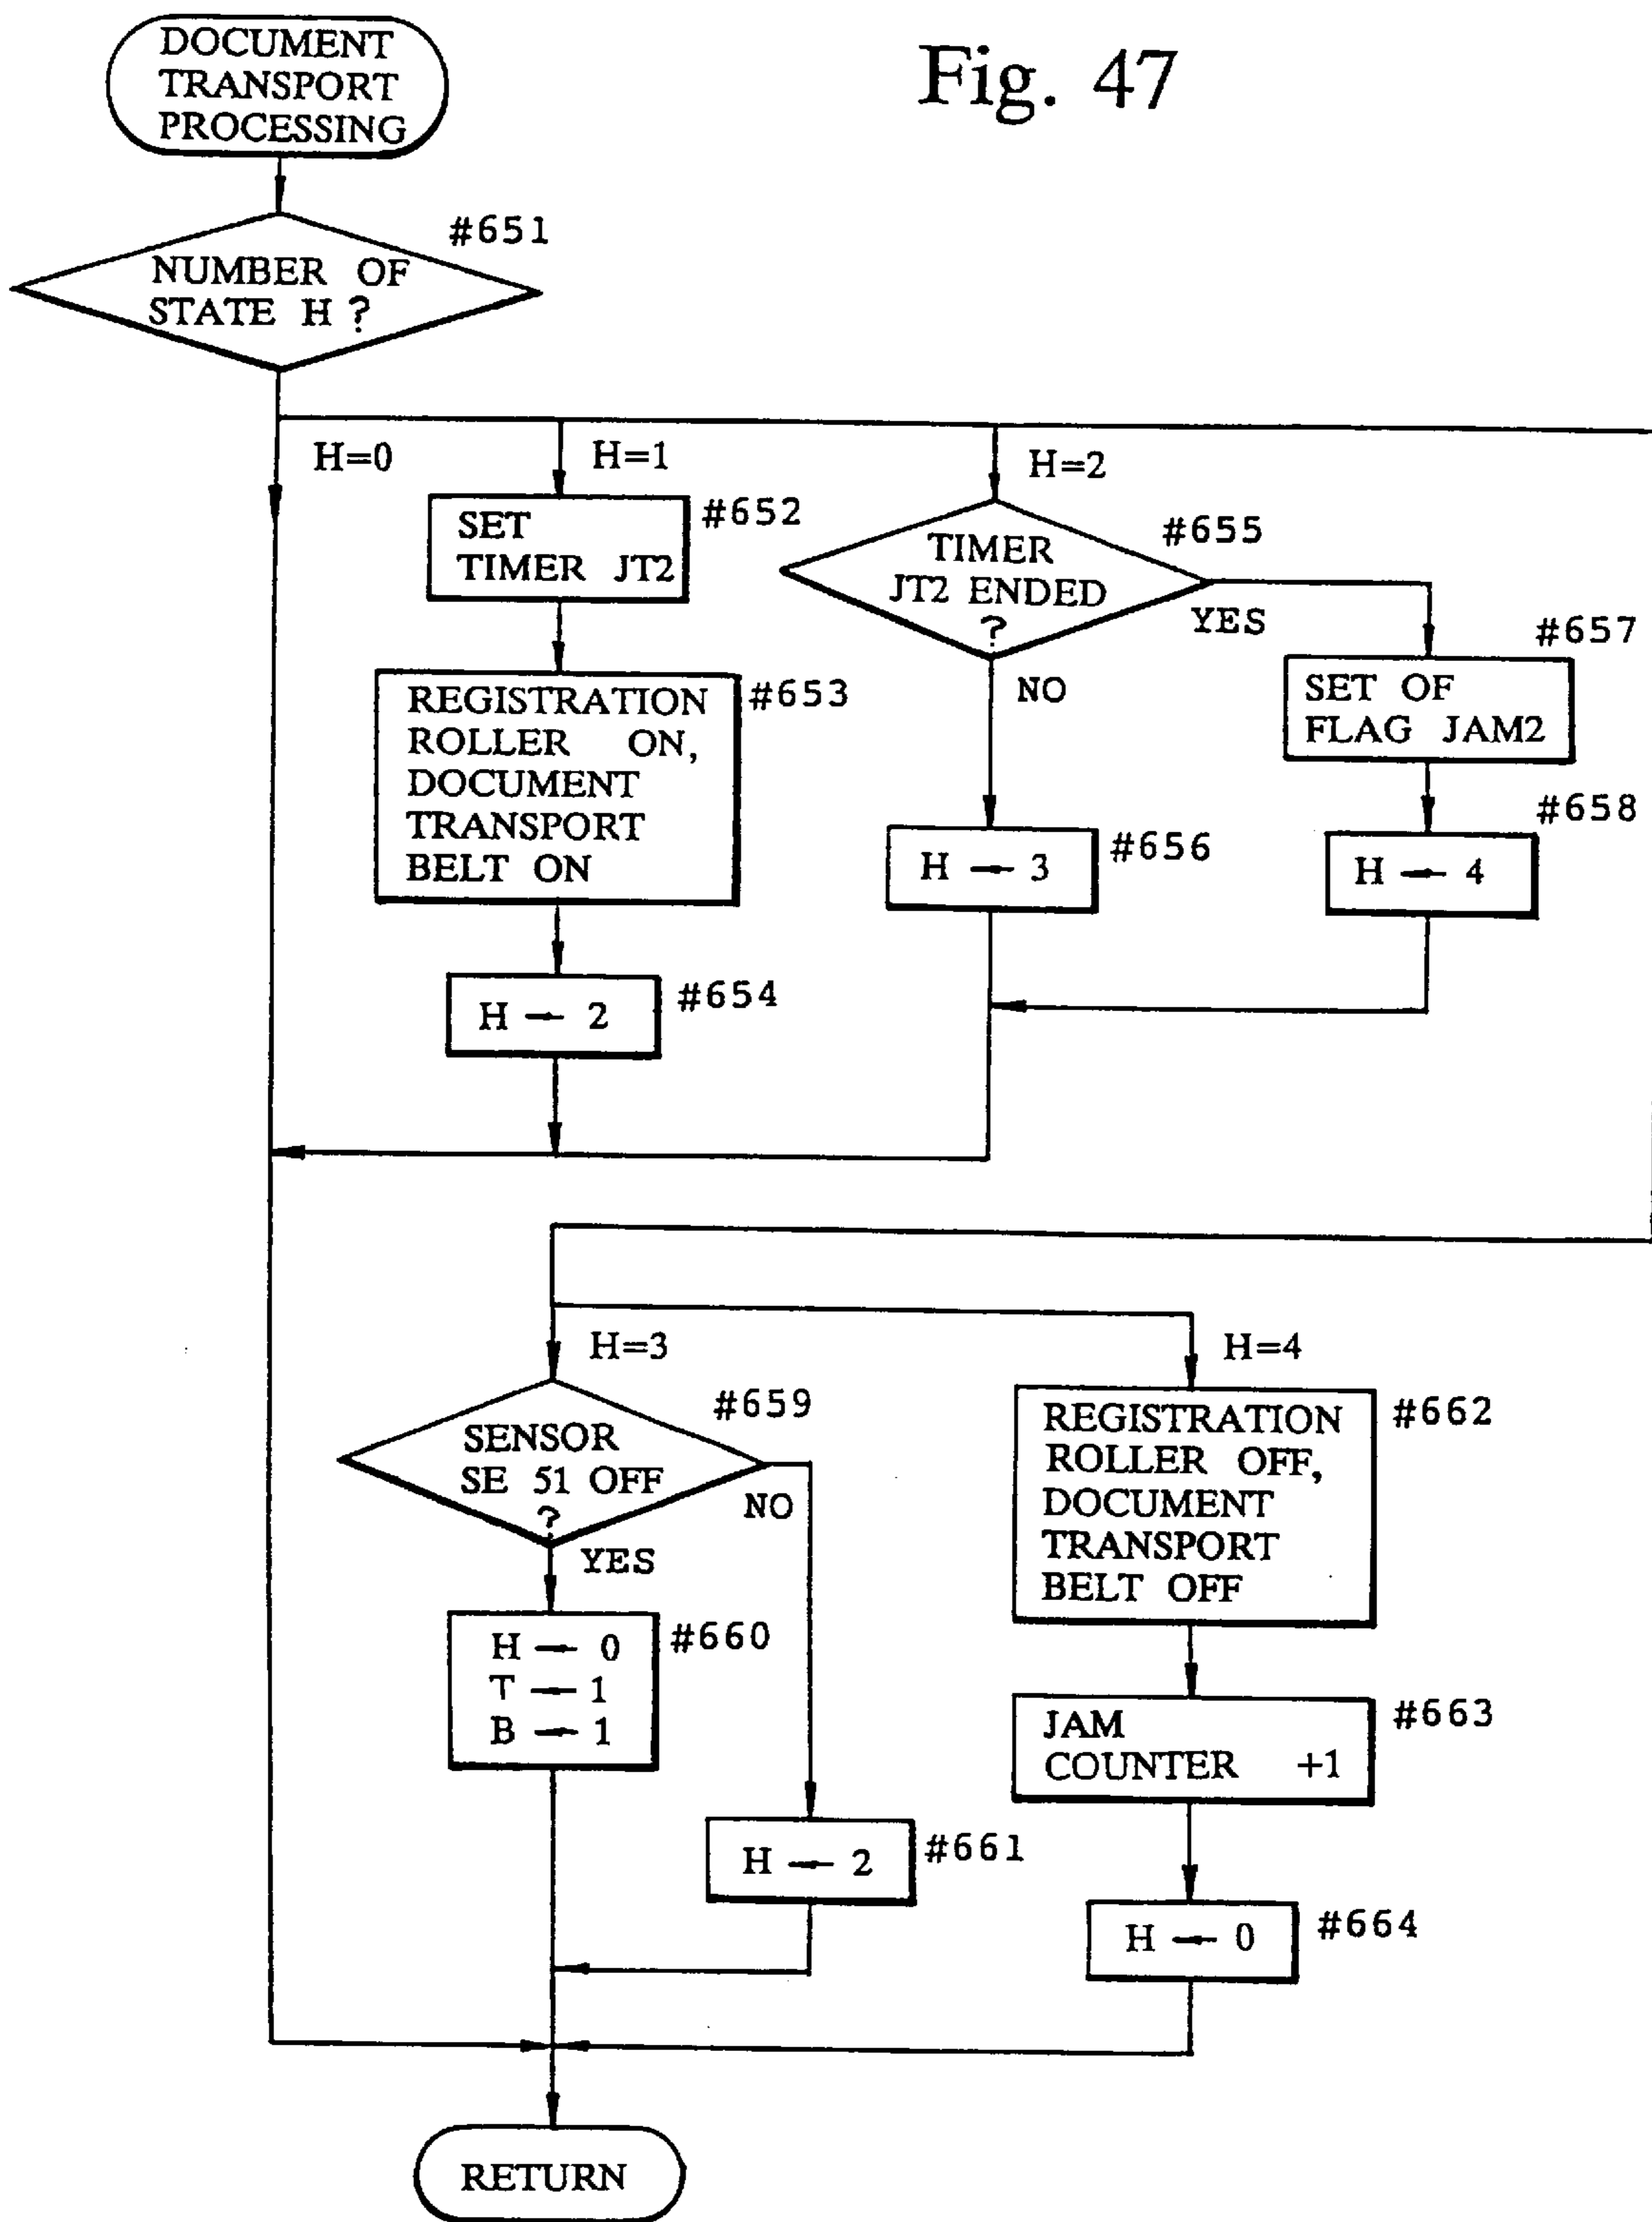 Fig. 47
DOCUMENT
TRANSPORT
PROCESSING
#651
NUMBER OF
STATE H ?
H=0
H=1
H=2
#652
SET
TIMER JT2
#653
REGISTRATION
ROLLER ON,
DOCUMENT
TRANSPORT
BELT ON
#654
H ← 2
#655
TIMER
JT2 ENDED
?
YES
NO
#656
H ← 3
#657
SET OF
FLAG JAM2
#658
H ← 4
H=3
H=4
#659
SENSOR
SE 51 OFF
?
NO
YES
#660
H ← 0
T ← 1
B ← 1
#661
H ← 2
#662
REGISTRATION
ROLLER OFF,
DOCUMENT
TRANSPORT
BELT OFF
#663
JAM
COUNTER +1
#664
H ← 0
RETURN